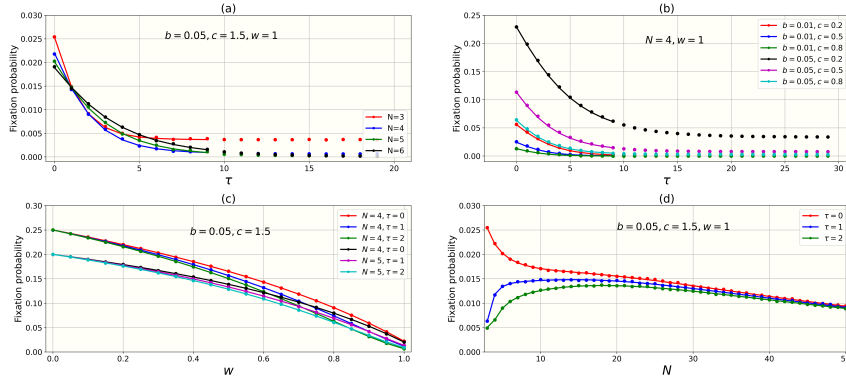 (a)
b = 0.05, c = 1.5, w = 1
Fixation probability
0.030
0.025
0.020
0.015
0.010
0.005
0.000
0
5
10
15
20
τ
N=3
N=4
N=5
N=6
(b)
N = 4, w = 1
Fixation probability
0.25
0.20
0.15
0.10
0.05
0.00
0
5
10
15
20
25
30
τ
b = 0.01, c = 0.2
b = 0.01, c = 0.5
b = 0.01, c = 0.8
b = 0.05, c = 0.2
b = 0.05, c = 0.5
b = 0.05, c = 0.8
(c)
b = 0.05, c = 1.5
Fixation probability
0.30
0.25
0.20
0.15
0.10
0.05
0.00
0.0
0.2
0.4
0.6
0.8
1.0
w
N = 4, τ = 0
N = 4, τ = 1
N = 4, τ = 2
N = 4, τ = 0
N = 5, τ = 1
N = 5, τ = 2
(d)
b = 0.05, c = 1.5, w = 1
Fixation probability
0.030
0.025
0.020
0.015
0.010
0.005
0.000
10
20
30
40
50
N
τ = 0
τ = 1
τ = 2